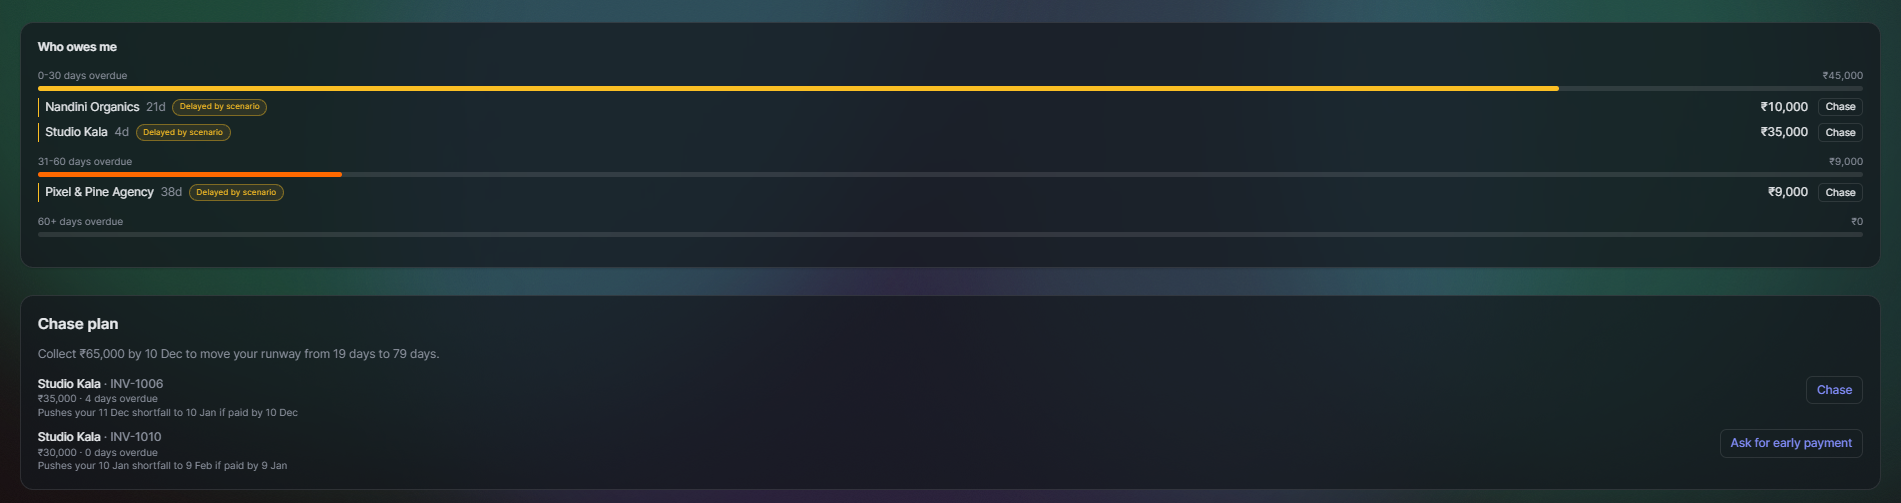 Who owes me
0-30 days overdue ₹45,000
Nandini Organics 21d Delayed by scenario ₹10,000 Chase
Studio Kala 4d Delayed by scenario ₹35,000 Chase
31-60 days overdue ₹9,000
Pixel & Pine Agency 38d Delayed by scenario ₹9,000 Chase
60+ days overdue ₹0
Chase plan
Collect ₹65,000 by 10 Dec to move your runway from 19 days to 79 days.
Studio Kala · INV-1006
₹35,000 · 4 days overdue
Pushes your 11 Dec shortfall to 10 Jan if paid by 10 Dec
Chase
Studio Kala · INV-1010
₹30,000 · 0 days overdue
Pushes your 10 Jan shortfall to 9 Feb if paid by 9 Jan
Ask for early payment